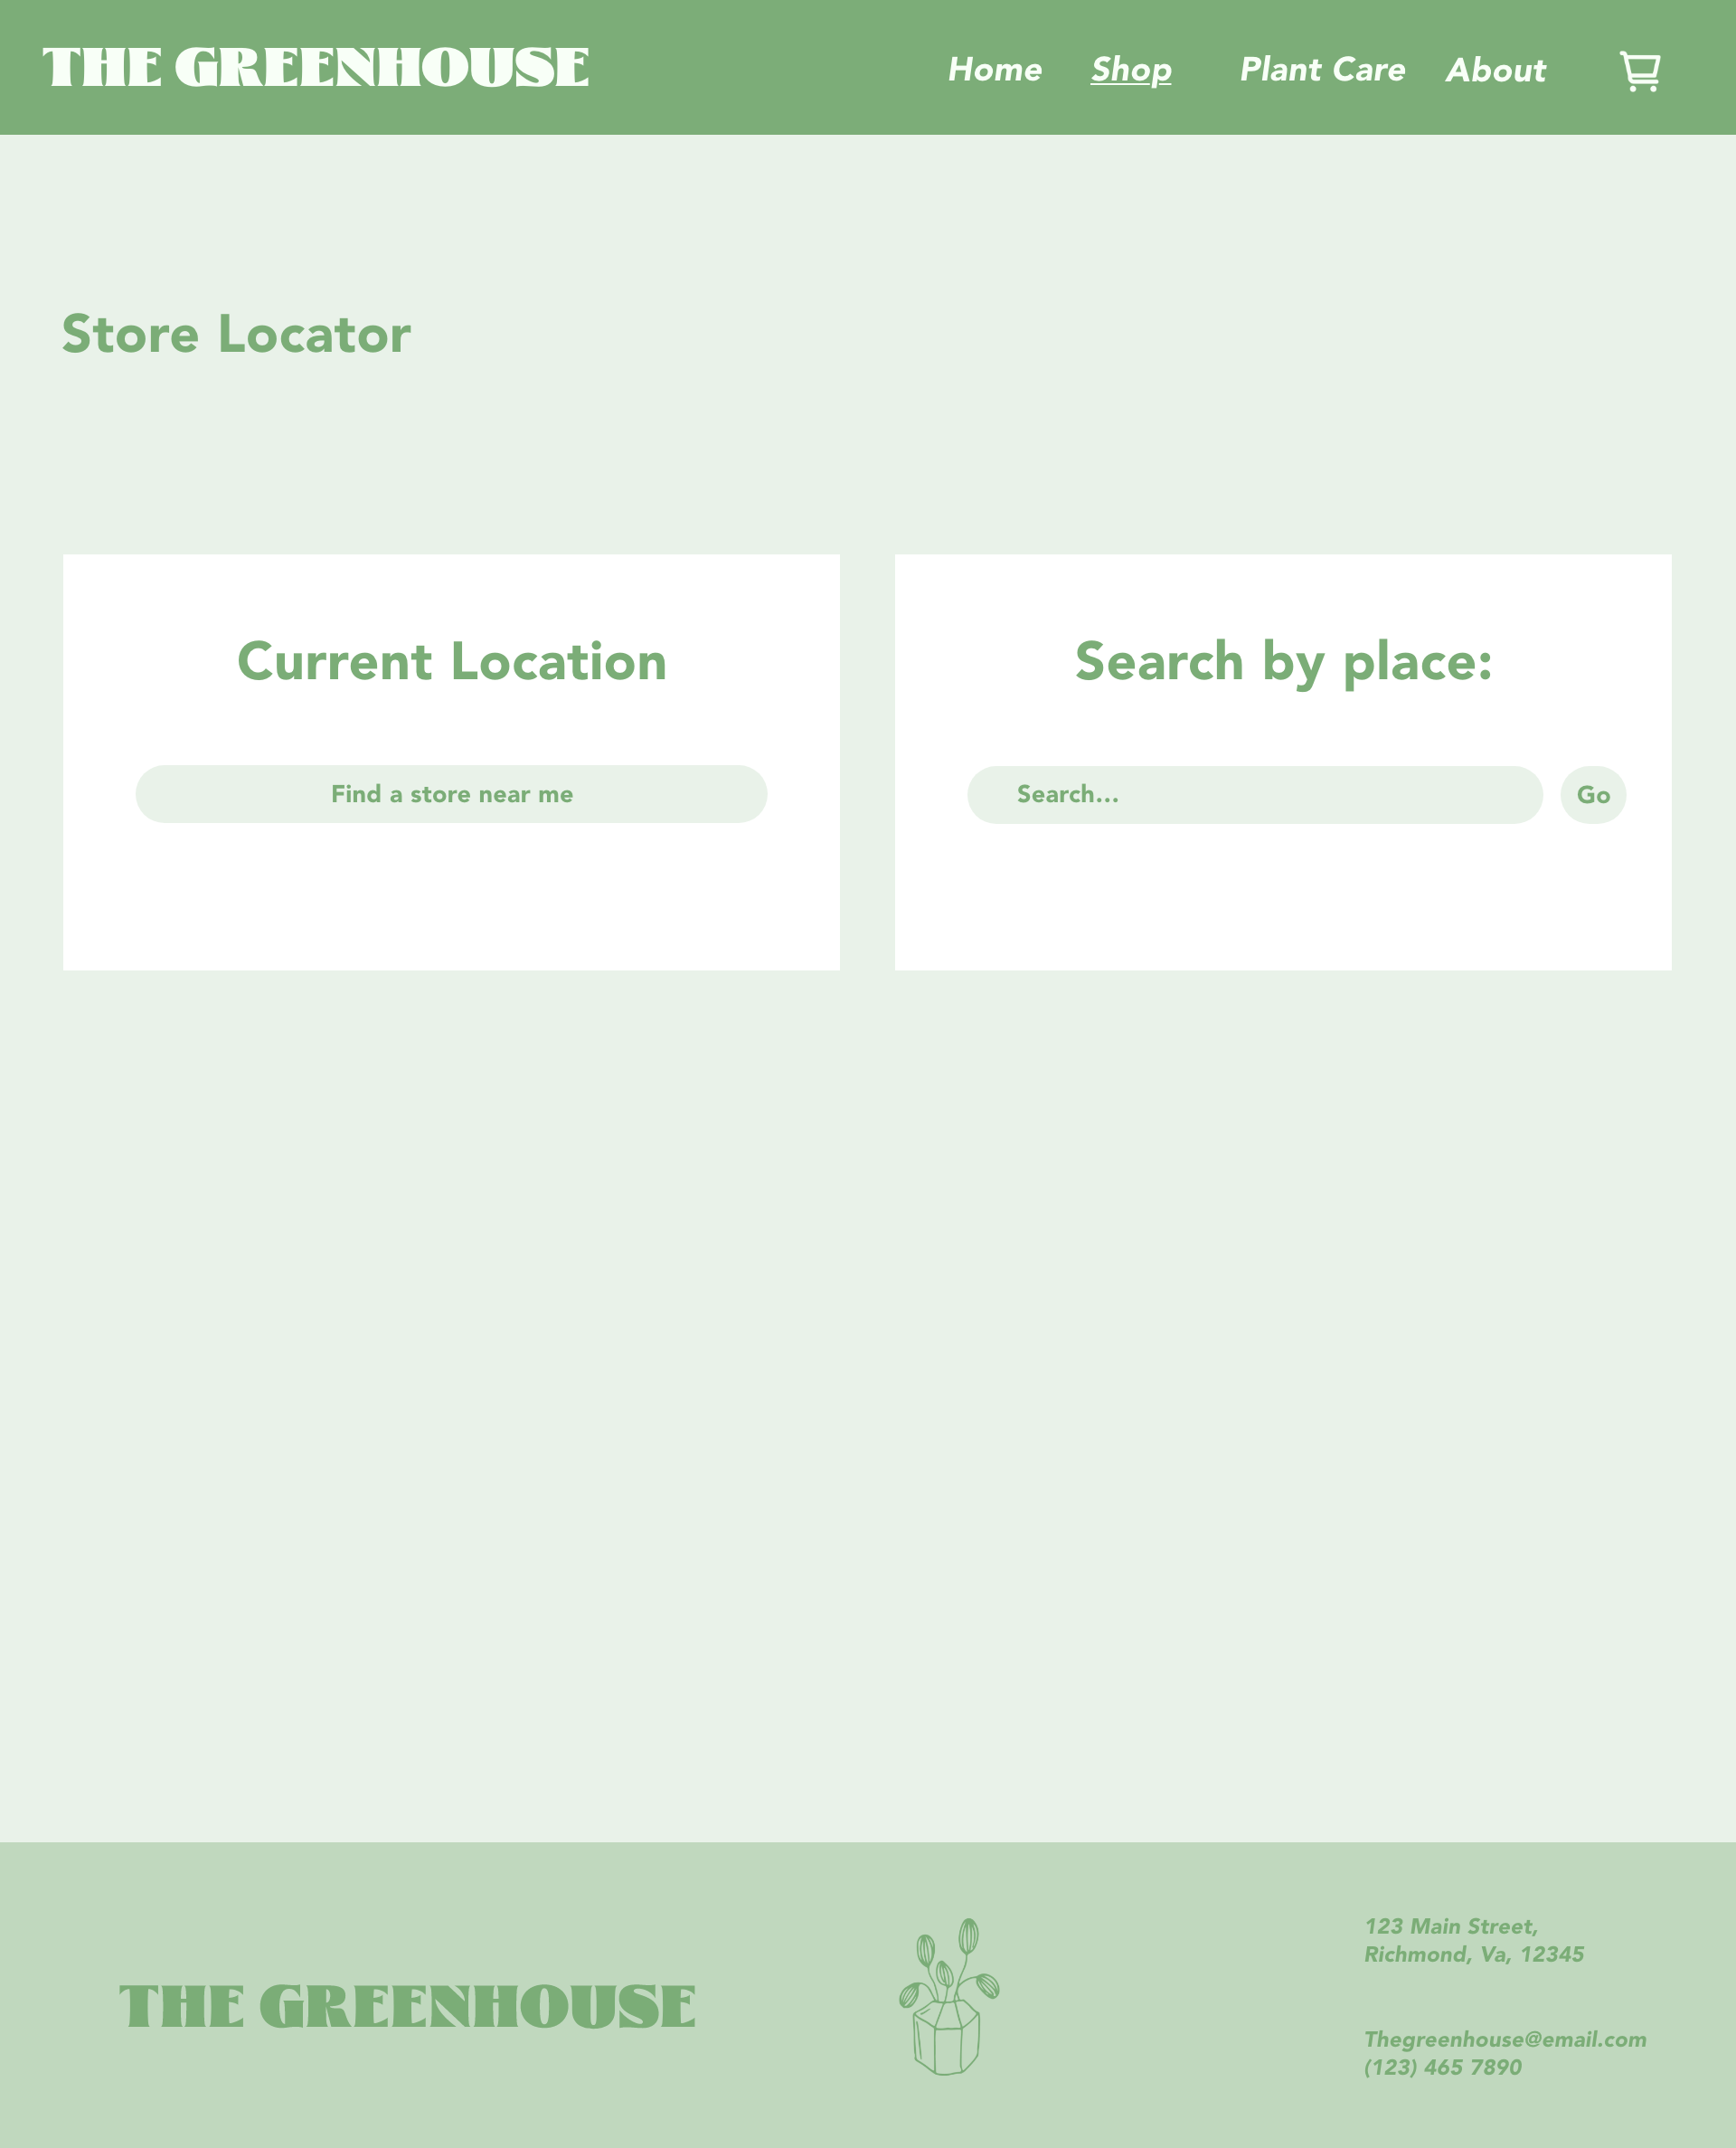 THE GREENHOUSE
Home Shop Plant Care About
Store Locator
Current Location
Find a store near me
Search by place:
Search... Go
THE GREENHOUSE
123 Main Street,
Richmond, Va, 12345
Thegreenhouse@email.com
(123) 465 7890